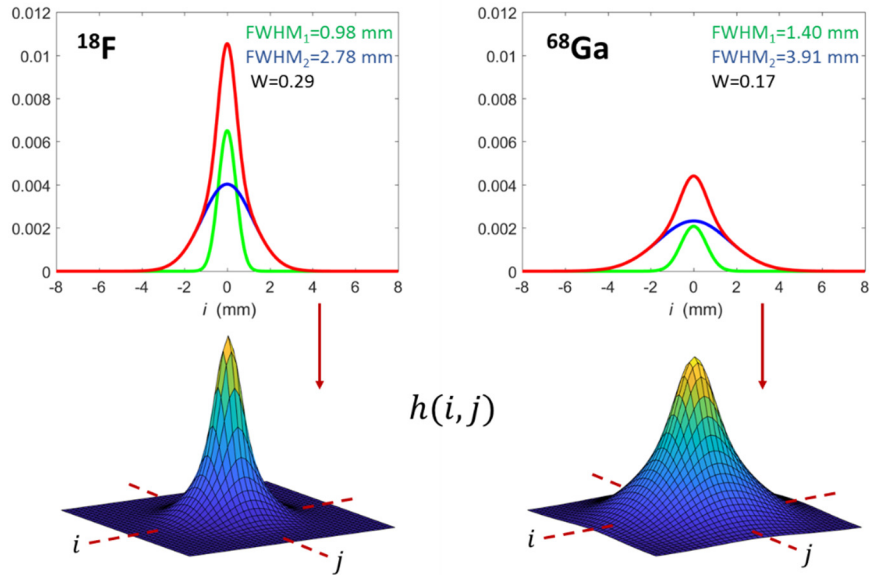 0.012
0.01
0.008
0.006
0.004
0.002
0
-8 -6 -4 -2 0 2 4 6 8
i (mm)
¹⁸F
FWHM₁=0.98 mm
FWHM₂=2.78 mm
W=0.29
0.012
0.01
0.008
0.006
0.004
0.002
0
-8 -6 -4 -2 0 2 4 6 8
i (mm)
⁶⁸Ga
FWHM₁=1.40 mm
FWHM₂=3.91 mm
W=0.17
h(i,j)
i
j
i
j